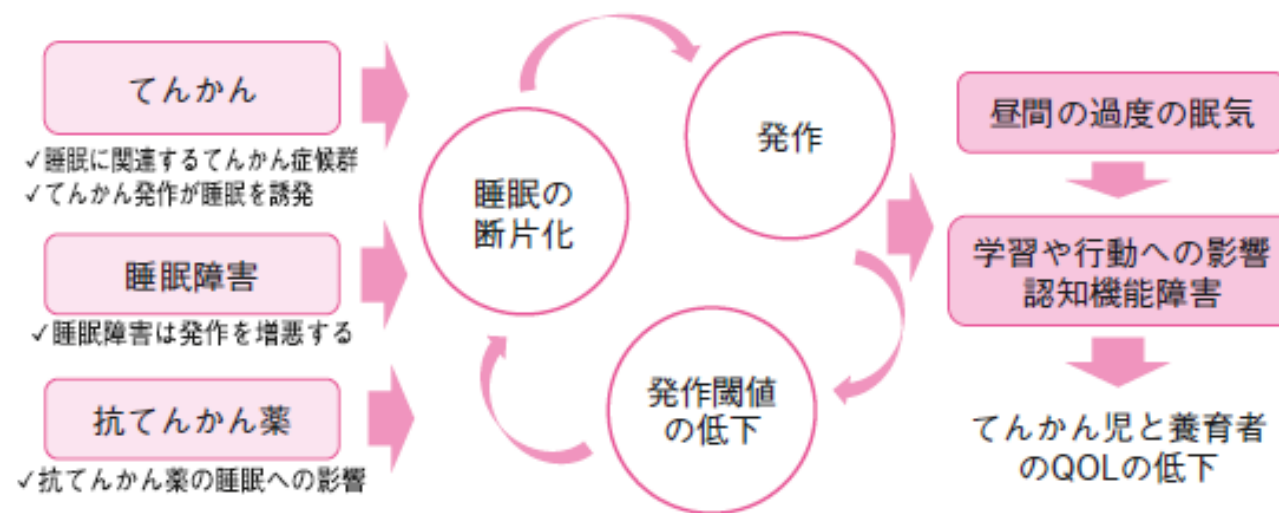 てんかん
✓睡眠に関連するてんかん症候群
✓てんかん発作が睡眠を誘発
睡眠障害
✓睡眠障害は発作を増悪する
抗てんかん薬
✓抗てんかん薬の睡眠への影響
睡眠の
断片化
発作
発作閾値
の低下
昼間の過度の眠気
学習や行動への影響
認知機能障害
てんかん児と養育者
のQOLの低下